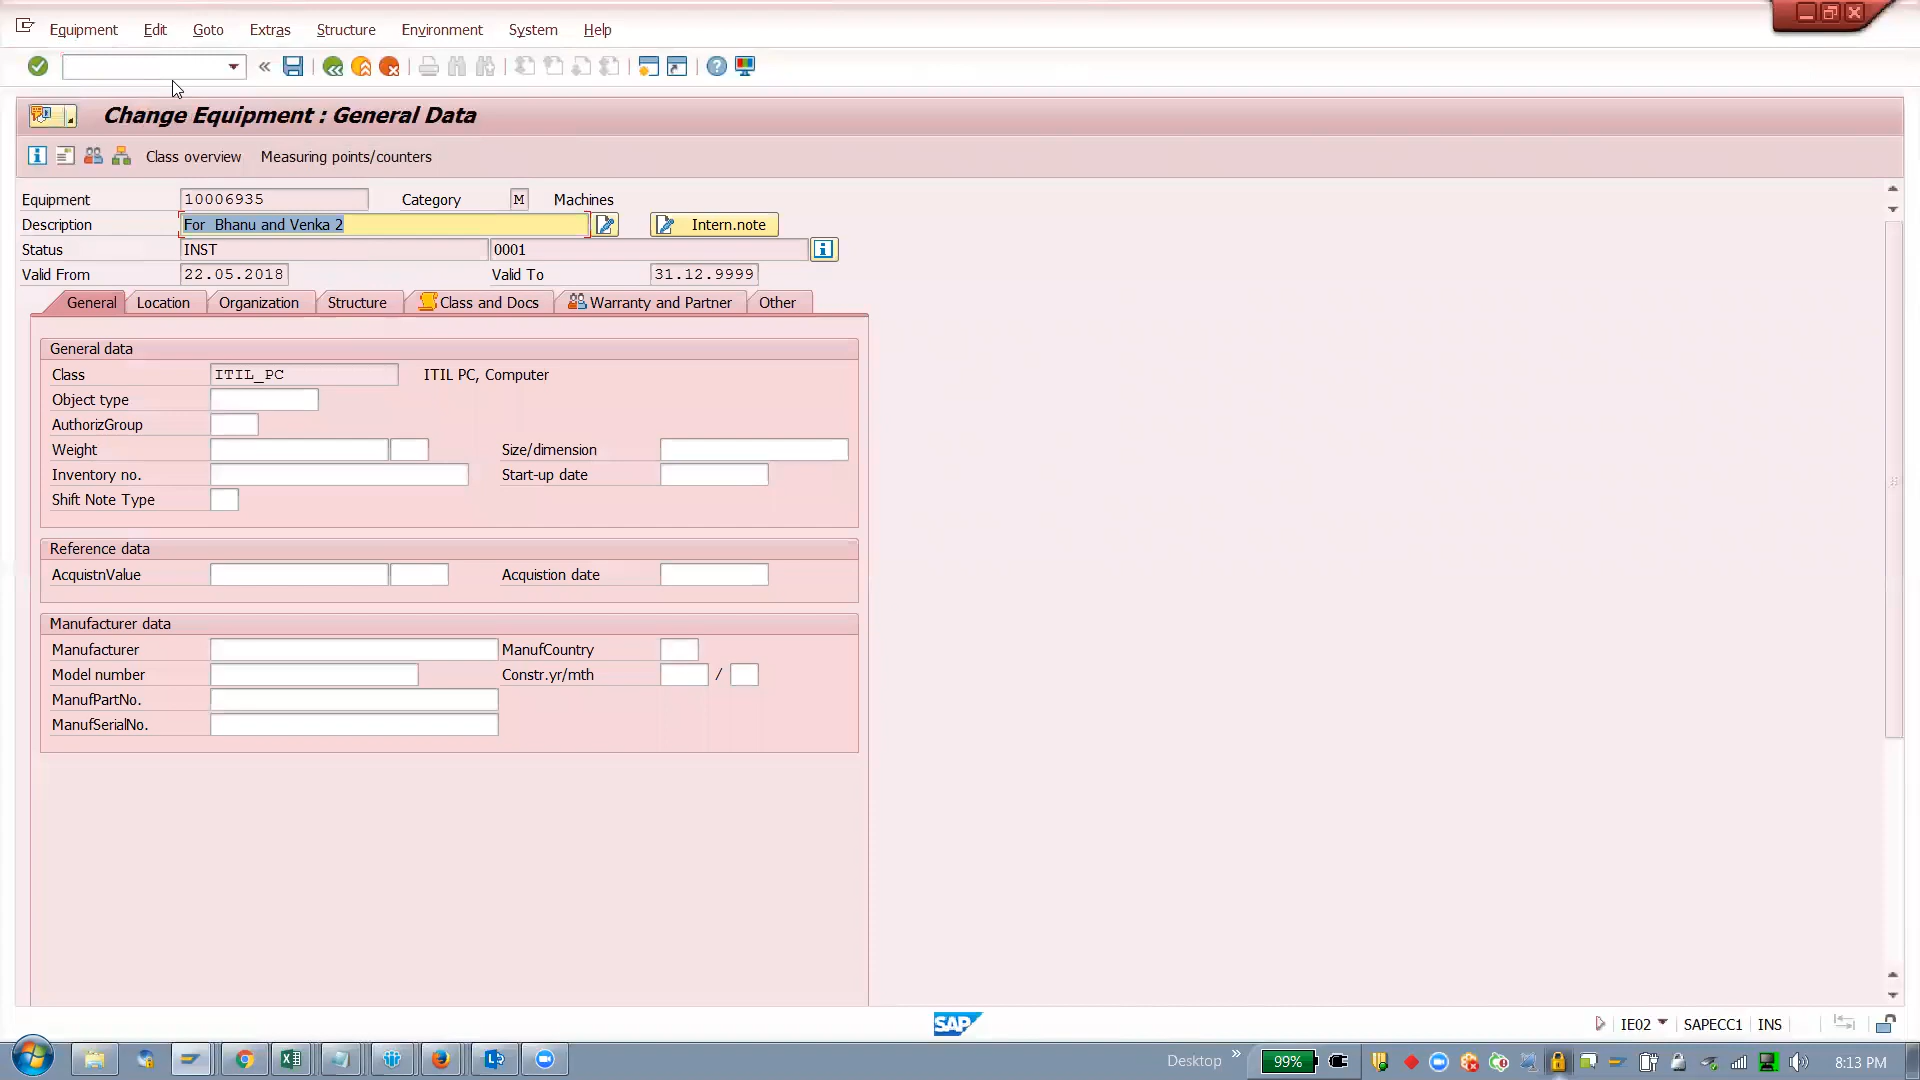 Equipment Edit Goto Extras Structure Environment System Help
Change Equipment : General Data
Class overview Measuring points/counters
Equipment 10006935 Category M Machines
Description For  Bhanu and Venka 2 Intern.note
Status INST 0001
Valid From 22.05.2018 Valid To 31.12.9999
General Location Organization Structure Class and Docs Warranty and Partner Other
General data
Class ITIL_PC ITIL PC, Computer
Object type
AuthorizGroup
Weight Size/dimension
Inventory no. Start-up date
Shift Note Type
Reference data
AcquistnValue Acquistion date
Manufacturer data
Manufacturer ManufCountry
Model number Constr.yr/mth /
ManufPartNo.
ManufSerialNo.
SAP IE02 SAPECC1 INS
Desktop 99% 8:13 PM